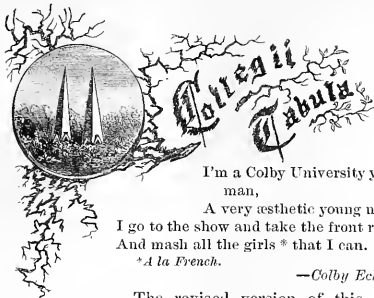 Collegii
Tabula
I'm a Colby University y
man,
A very æsthetic young n
I go to the show and take the front r
And mash all the girls * that I can.
*A la French.
—Colby Ec
The revised version of this